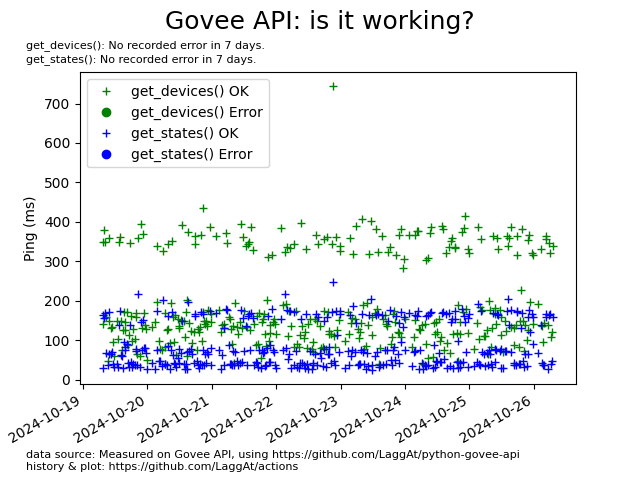 Govee API: is it working?
get_devices(): No recorded error in 7 days.
get_states(): No recorded error in 7 days.
get_devices() OK
get_devices() Error
get_states() OK
get_states() Error
Ping (ms)
700
600
500
400
300
200
100
0
2024-10-19
2024-10-20
2024-10-21
2024-10-22
2024-10-23
2024-10-24
2024-10-25
2024-10-26
data source: Measured on Govee API, using https://github.com/LaggAt/python-govee-api
history & plot: https://github.com/LaggAt/actions